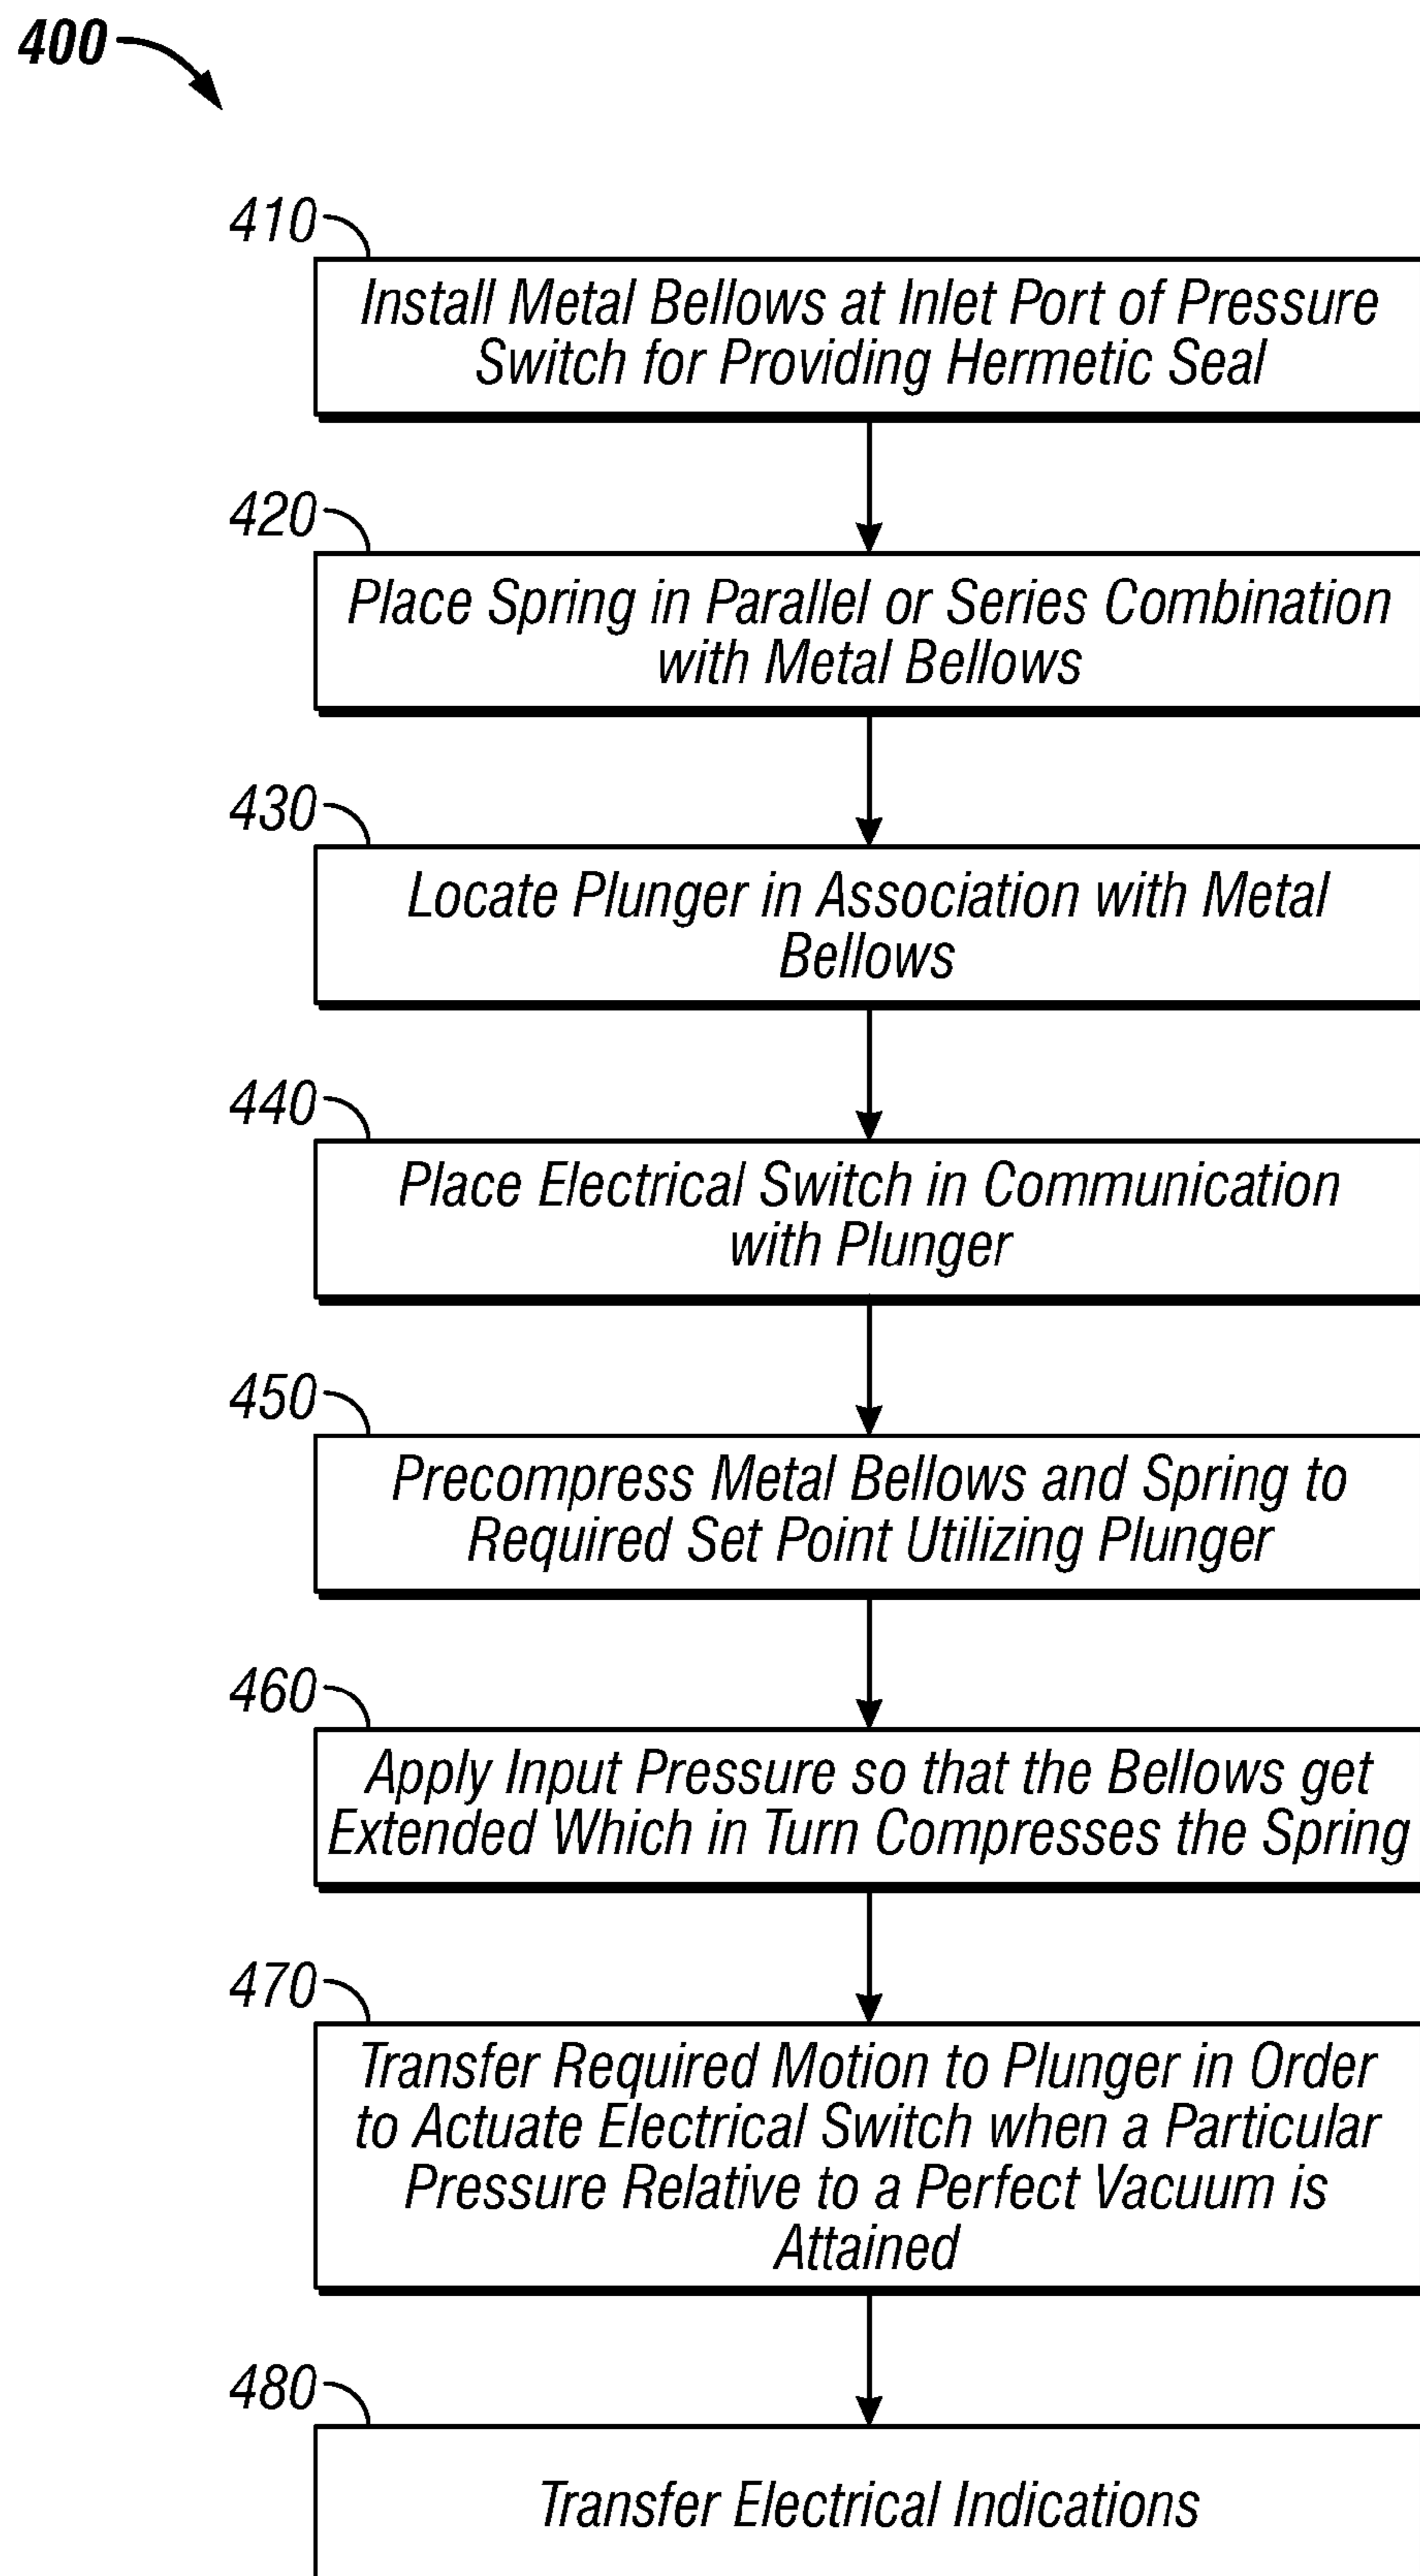 400
410
Install Metal Bellows at Inlet Port of Pressure
Switch for Providing Hermetic Seal
420
Place Spring in Parallel or Series Combination
with Metal Bellows
430
Locate Plunger in Association with Metal
Bellows
440
Place Electrical Switch in Communication
with Plunger
450
Precompress Metal Bellows and Spring to
Required Set Point Utilizing Plunger
460
Apply Input Pressure so that the Bellows get
Extended Which in Turn Compresses the Spring
470
Transfer Required Motion to Plunger in Order
to Actuate Electrical Switch when a Particular
Pressure Relative to a Perfect Vacuum is
Attained
480
Transfer Electrical Indications